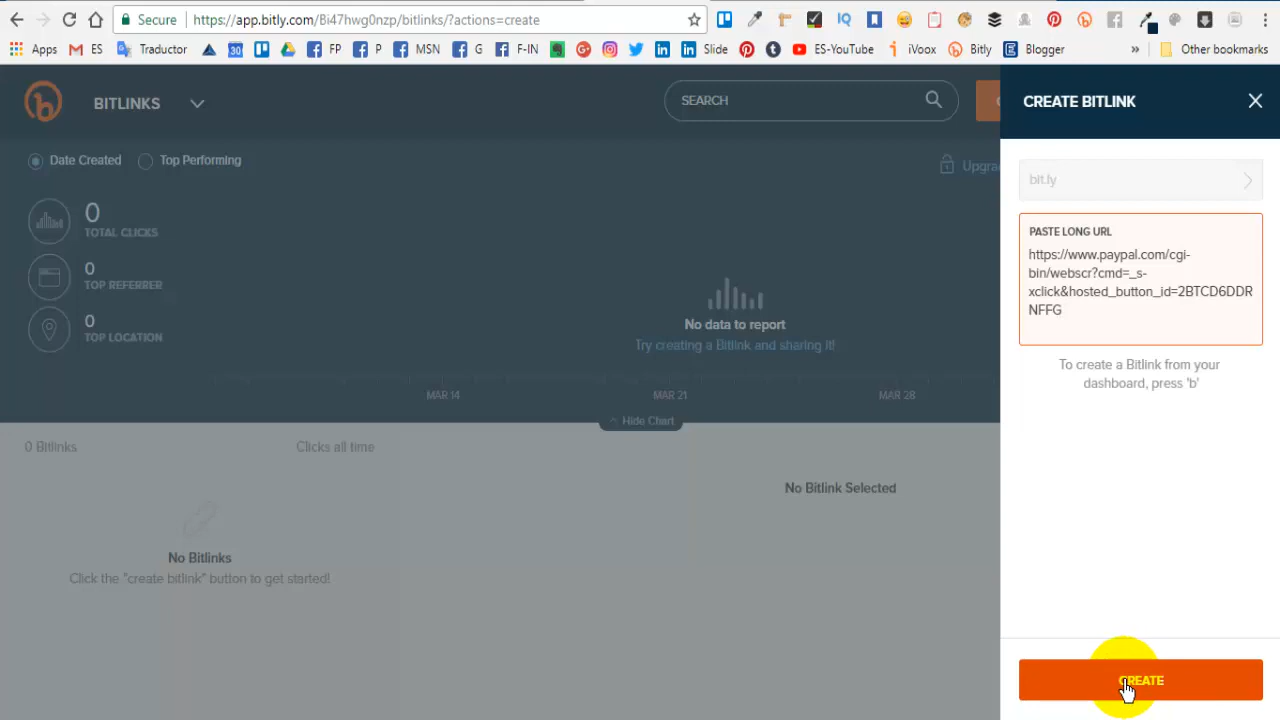 Secure https://app.bitly.com/Bi47hwg0nzp/bitlinks/?actions=create
Apps ES Traductor FP P MSN G F-IN Slide ES-YouTube iVoox Bitly Blogger » Other bookmarks
BITLINKS
SEARCH
CREATE BITLINK
Date Created Top Performing
Upgra
bit.ly
0
TOTAL CLICKS
0
TOP REFERRER
0
TOP LOCATION
No data to report
Try creating a Bitlink and sharing it!
MAR 14 MAR 21 MAR 28
Hide Chart
PASTE LONG URL
https://www.paypal.com/cgi-
bin/webscr?cmd=_s-
xclick&hosted_button_id=2BTCD6DDR
NFFG
To create a Bitlink from your
dashboard, press 'b'
0 Bitlinks Clicks all time
No Bitlink Selected
No Bitlinks
Click the "create bitlink" button to get started!
CREATE